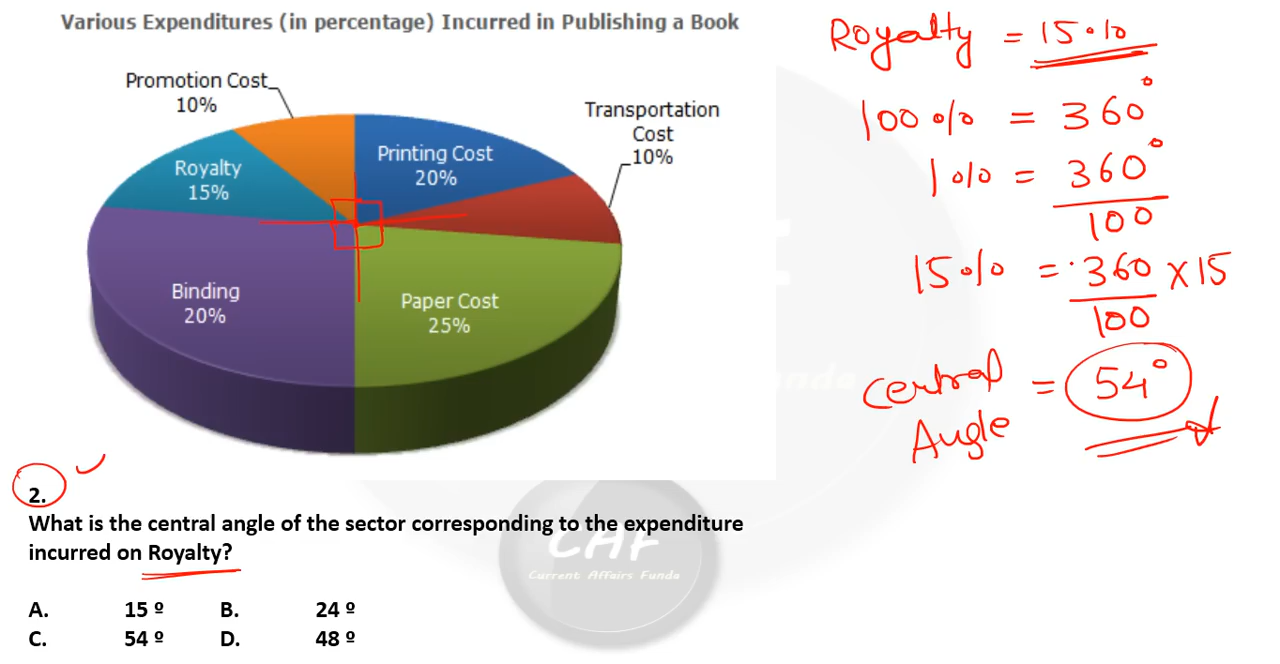 Various Expenditures (in percentage) Incurred in Publishing a Book
Promotion Cost
10%
Transportation
Cost
10%
Printing Cost
20%
Royalty
15%
Binding
20%
Paper Cost
25%
Royalty = 15%
100% = 360°
1% = 360°
100
15% = 360 × 15
100
Central = 54°
Angle
2.
What is the central angle of the sector corresponding to the expenditure
incurred on Royalty?
A. 15 º B. 24 º
C. 54 º D. 48 º
CAF
Current Affairs Funda